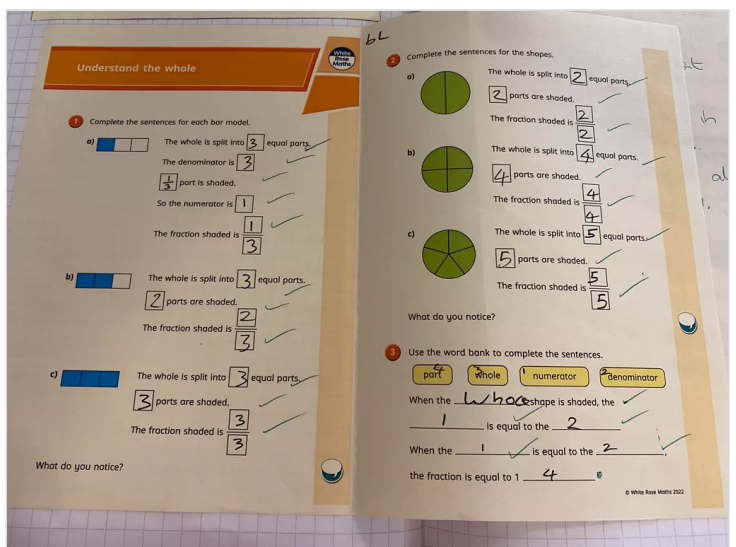 Understand the whole
White
Rose
Maths
1 Complete the sentences for each bar model.
a) The whole is split into 3 equal parts.
The denominator is 3
1/3 part is shaded.
So the numerator is 1
The fraction shaded is 1/3
b) The whole is split into 3 equal parts.
2 parts are shaded.
The fraction shaded is 2/3
c) The whole is split into 3 equal parts.
3 parts are shaded.
The fraction shaded is 3/3
What do you notice?
bL
2 Complete the sentences for the shapes.
a) The whole is split into 2 equal parts.
2 parts are shaded.
The fraction shaded is 2/2
b) The whole is split into 4 equal parts.
4 parts are shaded.
The fraction shaded is 4/4
c) The whole is split into 5 equal parts.
5 parts are shaded.
The fraction shaded is 5/5
What do you notice?
3 Use the word bank to complete the sentences.
4 part 3 whole 1 numerator 2 denominator
When the whoce shape is shaded, the
1 is equal to the 2
When the 1 is equal to the 2,
the fraction is equal to 1 4
© White Rose Maths 2022